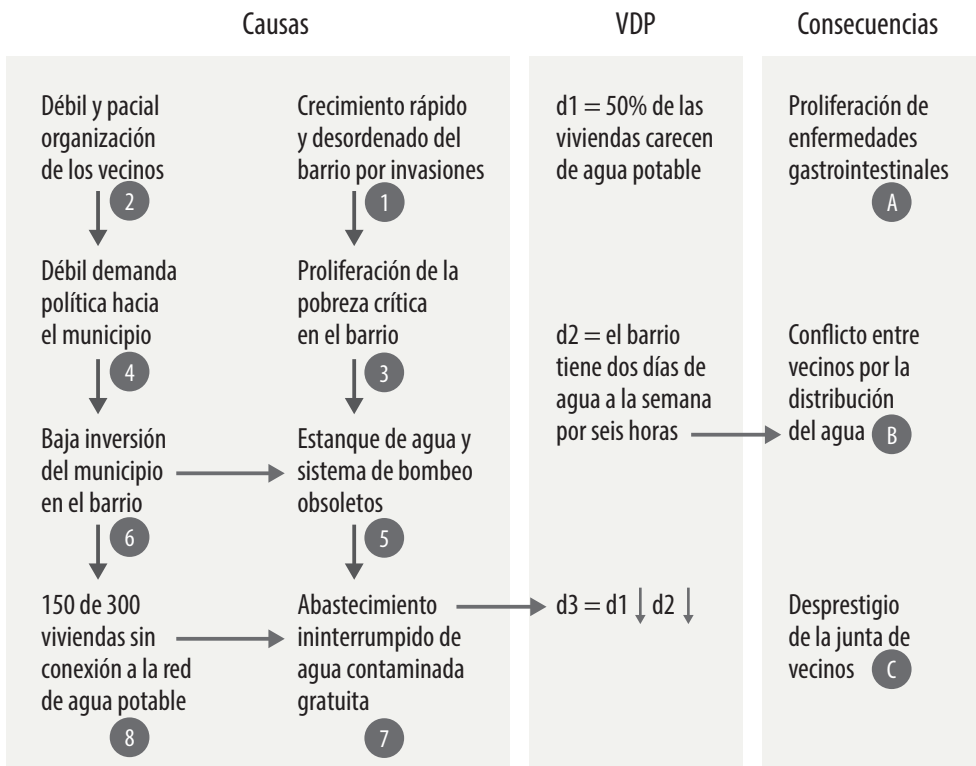 Causas
VDP
Consecuencias
Débil y pacial
organización
de los vecinos
2
Crecimiento rápido
y desordenado del
barrio por invasiones
1
d1 = 50% de las
viviendas carecen
de agua potable
Proliferación de
enfermedades
gastrointestinales
A
Débil demanda
política hacia
el municipio
4
Proliferación de la
pobreza crítica
en el barrio
3
d2 = el barrio
tiene dos días de
agua a la semana
por seis horas
Conflicto entre
vecinos por la
distribución
del agua B
Baja inversión
del municipio
en el barrio
6
Estanque de agua y
sistema de bombeo
obsoletos
5
150 de 300
viviendas sin
conexión a la red
de agua potable
8
Abastecimiento
ininterrumpido de
agua contaminada
gratuita
7
d3 = d1 ↓ d2 ↓
Desprestigio
de la junta de
vecinos C